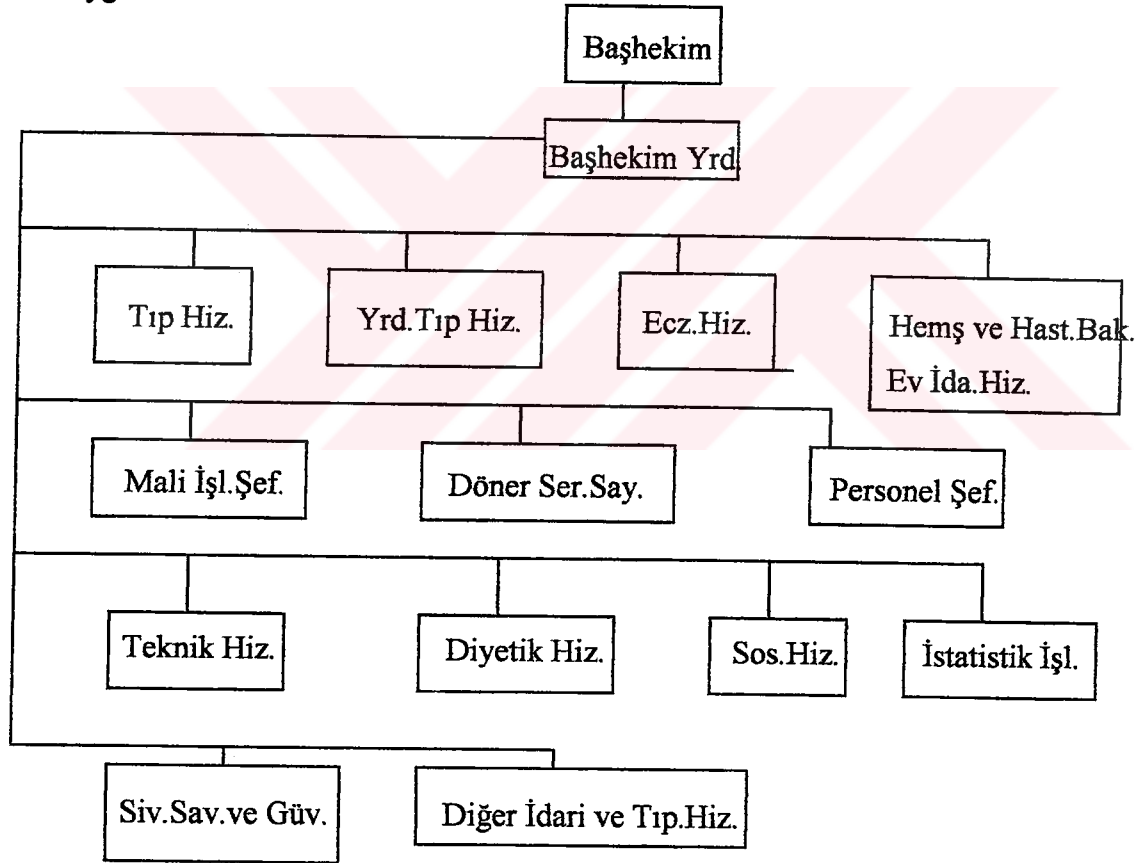 Başhekim
Başhekim Yrd.
Tıp Hiz.
Yrd.Tıp Hiz.
Ecz.Hiz.
Hemş ve Hast.Bak.
Ev İda.Hiz.
Mali İşl.Şef.
Döner Ser.Say.
Personel Şef.
Teknik Hiz.
Diyetik Hiz.
Sos.Hiz.
İstatistik İşl.
Siv.Sav.ve Güv.
Diğer İdari ve Tıp.Hiz.